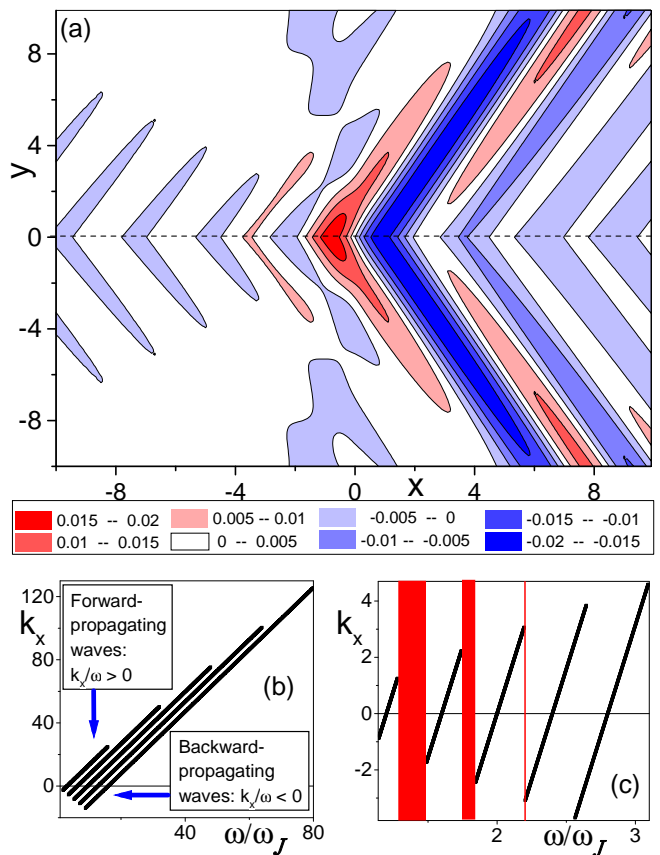 (a)
8
4
y
0
-4
-8
-8 -4 0 x 4 8
0.015 -- 0.02 0.005 -- 0.01 -0.005 -- 0 -0.015 -- -0.01
0.01 -- 0.015 0 -- 0.005 -0.01 -- -0.005 -0.02 -- -0.015
120
kx
80
40
0
Forward-
propagating
waves:
kx/ω > 0
(b)
Backward-
propagating
waves: kx/ω < 0
40 ω/ωJ 80
kx
4
2
0
-2
(c)
2 ω/ωJ 3